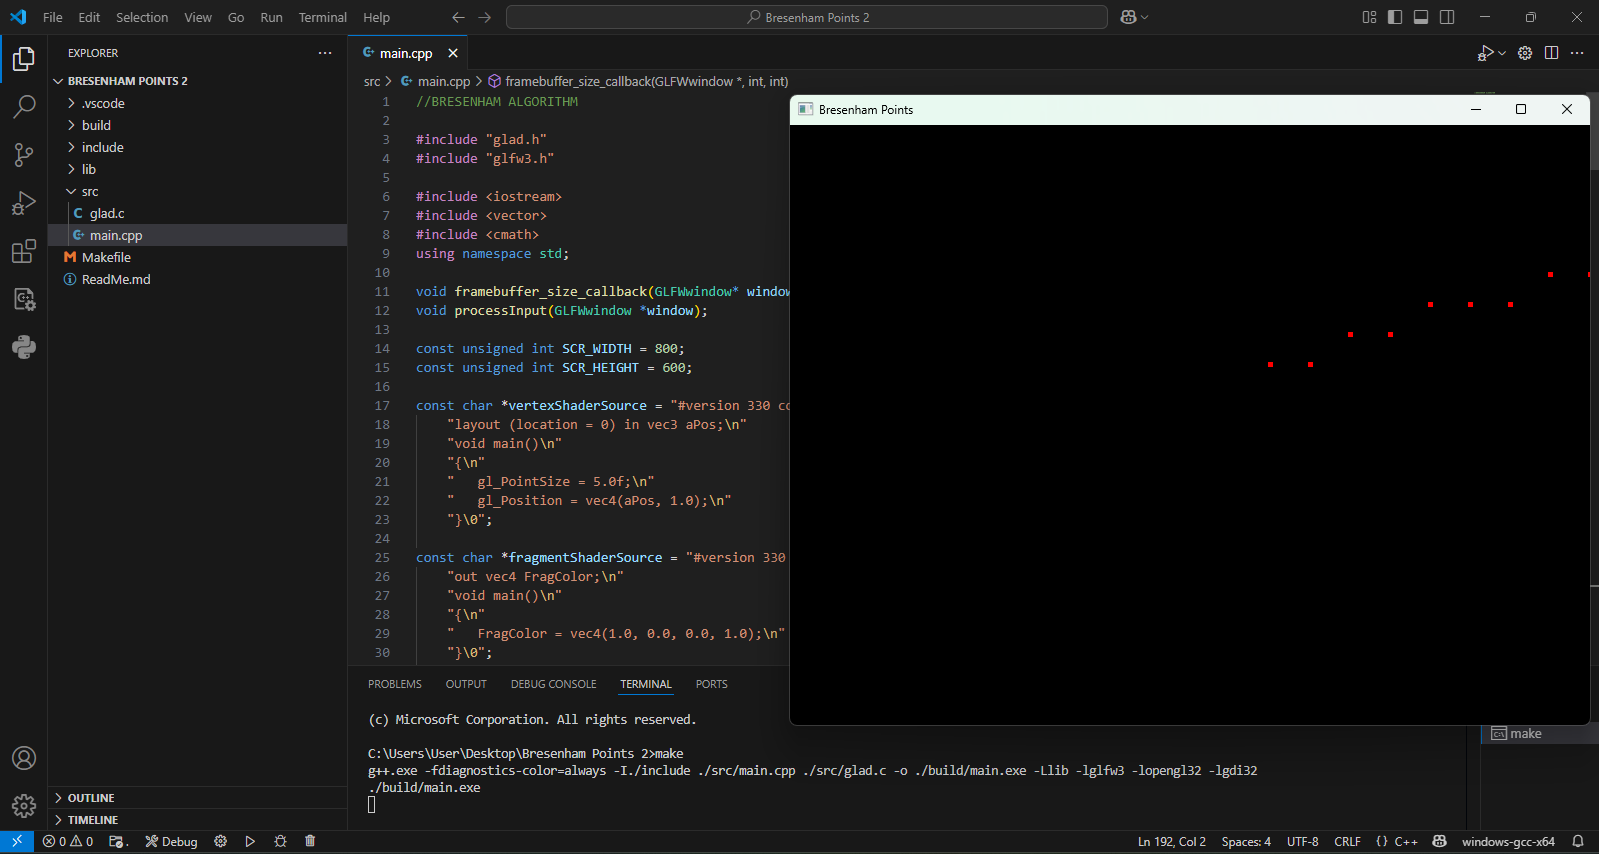 File Edit Selection View Go Run Terminal Help
Bresenham Points 2
EXPLORER
BRESENHAM POINTS 2
.vscode
build
include
lib
src
glad.c
main.cpp
Makefile
ReadMe.md
OUTLINE
TIMELINE
main.cpp
src > main.cpp > framebuffer_size_callback(GLFWwindow *, int, int)
1 //BRESENHAM ALGORITHM
2
3 #include "glad.h"
4 #include "glfw3.h"
5
6 #include <iostream>
7 #include <vector>
8 #include <cmath>
9 using namespace std;
10
11 void framebuffer_size_callback(GLFWwindow* window
12 void processInput(GLFWwindow *window);
13
14 const unsigned int SCR_WIDTH = 800;
15 const unsigned int SCR_HEIGHT = 600;
16
17 const char *vertexShaderSource = "#version 330 co
18 "layout (location = 0) in vec3 aPos;\n"
19 "void main()\n"
20 "{\n"
21 "   gl_PointSize = 5.0f;\n"
22 "   gl_Position = vec4(aPos, 1.0);\n"
23 "}\0";
24
25 const char *fragmentShaderSource = "#version 330
26 "out vec4 FragColor;\n"
27 "void main()\n"
28 "{\n"
29 "   FragColor = vec4(1.0, 0.0, 0.0, 1.0);\n"
30 "}\0";
Bresenham Points
PROBLEMS OUTPUT DEBUG CONSOLE TERMINAL PORTS
(c) Microsoft Corporation. All rights reserved.
C:\Users\User\Desktop\Bresenham Points 2>make
g++.exe -fdiagnostics-color=always -I./include ./src/main.cpp ./src/glad.c -o ./build/main.exe -Llib -lglfw3 -lopengl32 -lgdi32
./build/main.exe
make
0 0 Debug Ln 192, Col 2 Spaces: 4 UTF-8 CRLF {} C++ windows-gcc-x64